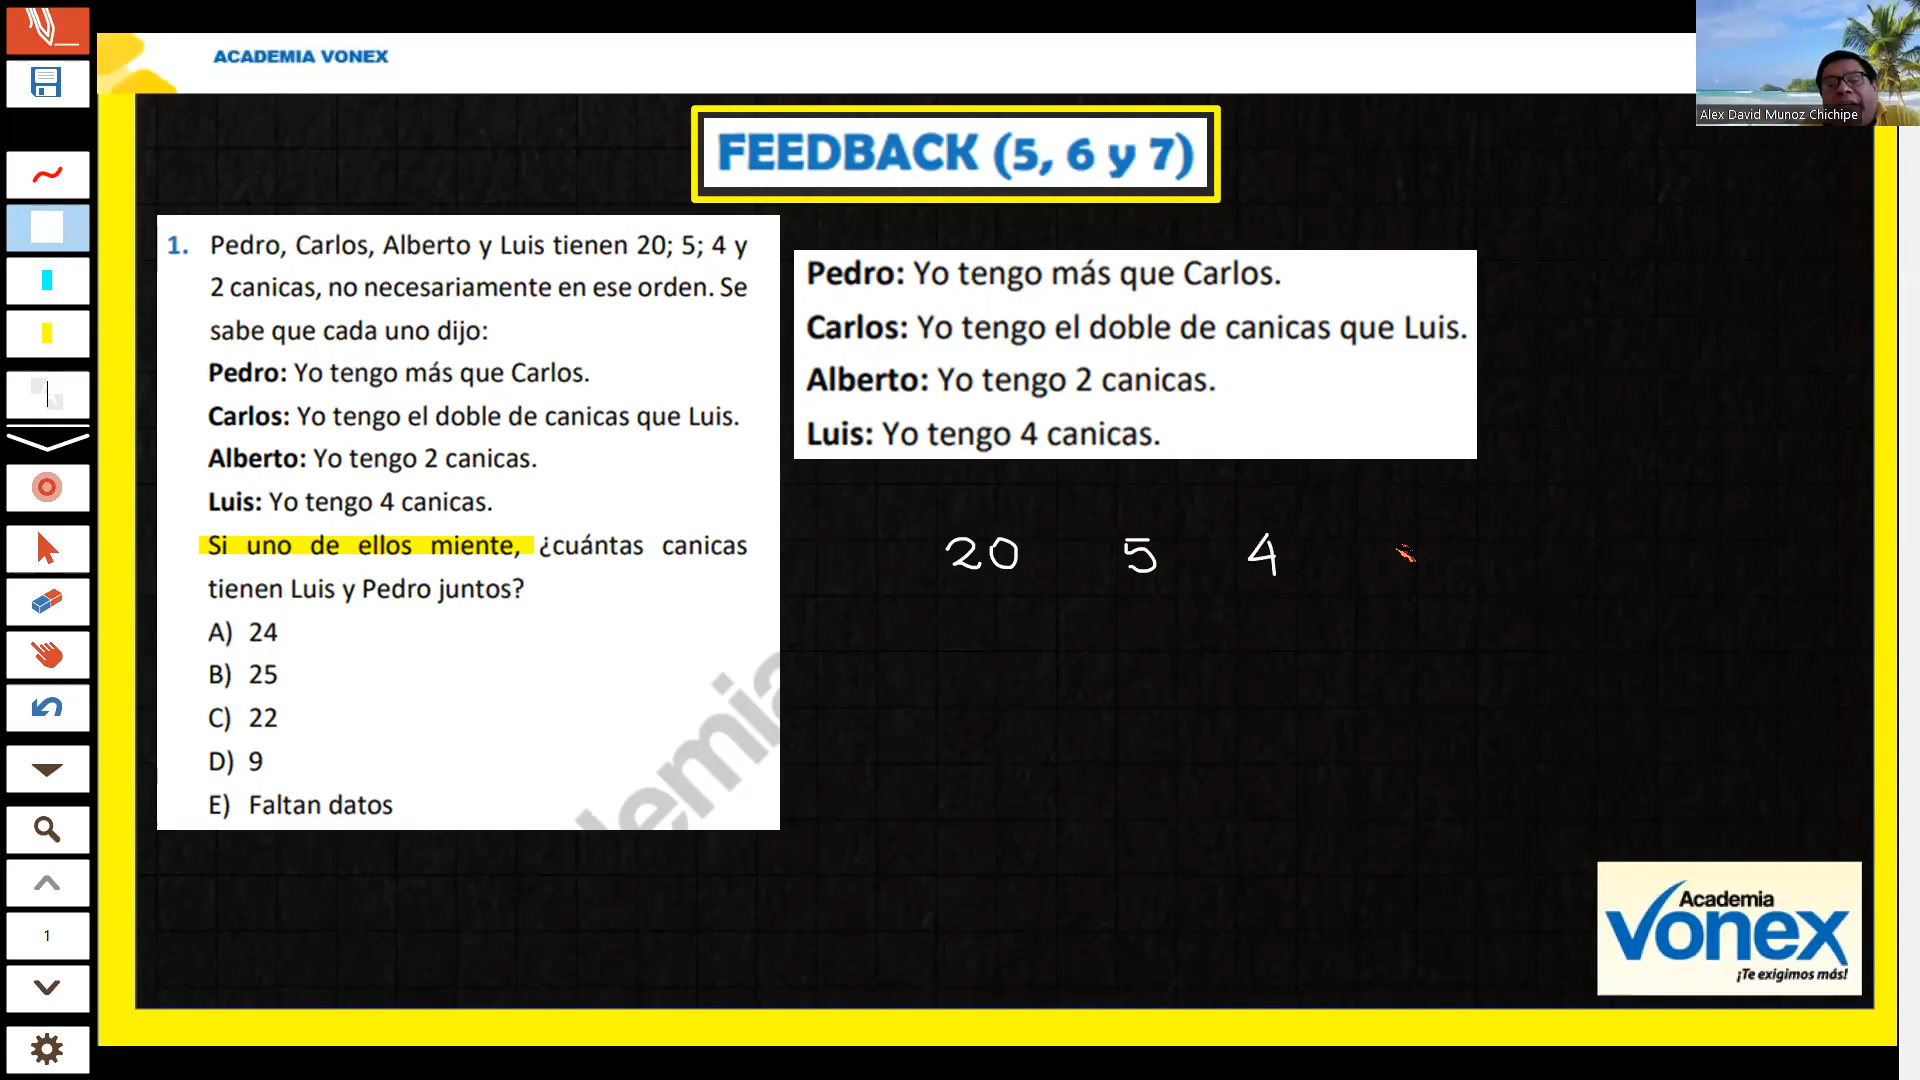 ACADEMIA VONEX
Alex David Munoz Chichipe
FEEDBACK (5, 6 y 7)
1. Pedro, Carlos, Alberto y Luis tienen 20; 5; 4 y
2 canicas, no necesariamente en ese orden. Se
sabe que cada uno dijo:
Pedro: Yo tengo más que Carlos.
Carlos: Yo tengo el doble de canicas que Luis.
Alberto: Yo tengo 2 canicas.
Luis: Yo tengo 4 canicas.
Si uno de ellos miente, ¿cuántas canicas
tienen Luis y Pedro juntos?
A) 24
B) 25
C) 22
D) 9
E) Faltan datos
Pedro: Yo tengo más que Carlos.
Carlos: Yo tengo el doble de canicas que Luis.
Alberto: Yo tengo 2 canicas.
Luis: Yo tengo 4 canicas.
20 5 4
1
Academia
Vonex
¡Te exigimos más!